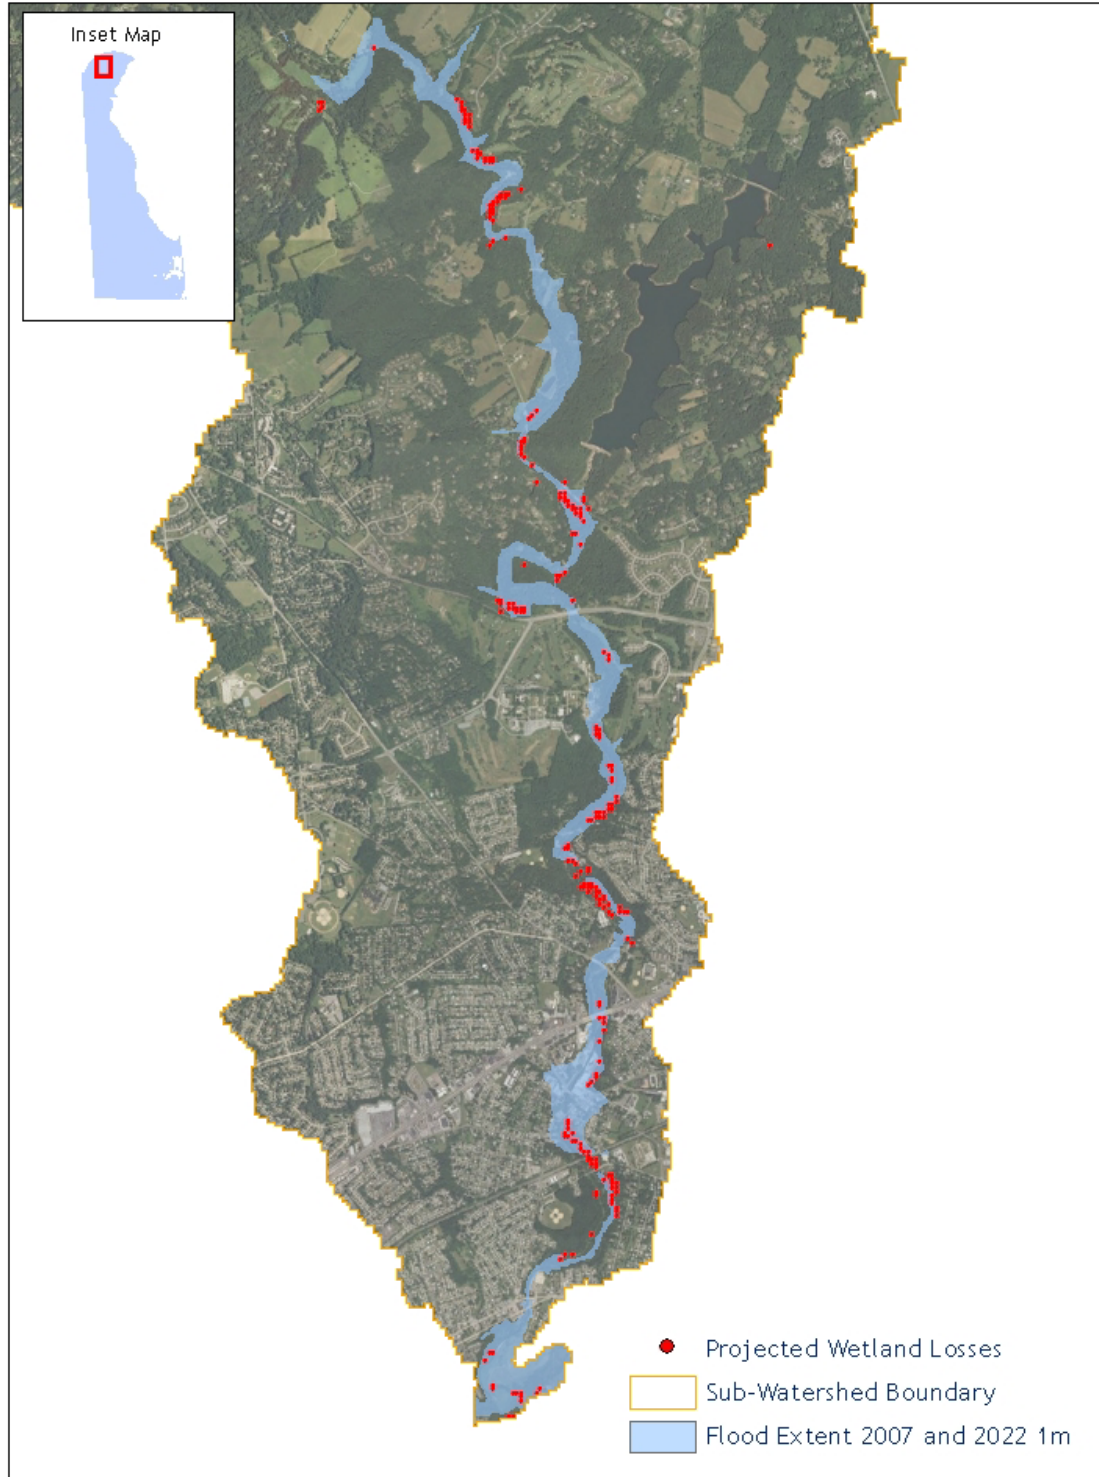 Inset Map
Projected Wetland Losses
Sub-Watershed Boundary
Flood Extent 2007 and 2022 1m